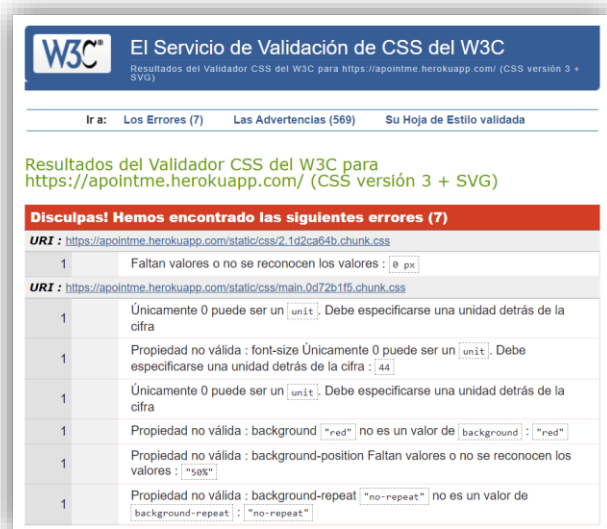 W3C®
El Servicio de Validación de CSS del W3C
Resultados del Validador CSS del W3C para https://apointme.herokuapp.com/ (CSS versión 3 +
SVG)
Ir a: Los Errores (7) Las Advertencias (569) Su Hoja de Estilo validada
Resultados del Validador CSS del W3C para
https://apointme.herokuapp.com/ (CSS versión 3 + SVG)
Disculpas! Hemos encontrado las siguientes errores (7)
URI : https://apointme.herokuapp.com/static/css/2.1d2ca64b.chunk.css
1 Faltan valores o no se reconocen los valores : 0 px
URI : https://apointme.herokuapp.com/static/css/main.0d72b1f5.chunk.css
1 Únicamente 0 puede ser un unit. Debe especificarse una unidad detrás de la
cifra
1 Propiedad no válida : font-size Únicamente 0 puede ser un unit. Debe
especificarse una unidad detrás de la cifra : 44
1 Únicamente 0 puede ser un unit. Debe especificarse una unidad detrás de la
cifra
1 Propiedad no válida : background "red" no es un valor de background : "red"
1 Propiedad no válida : background-position Faltan valores o no se reconocen los
valores : "50%"
1 Propiedad no válida : background-repeat "no-repeat" no es un valor de
background-repeat : "no-repeat"